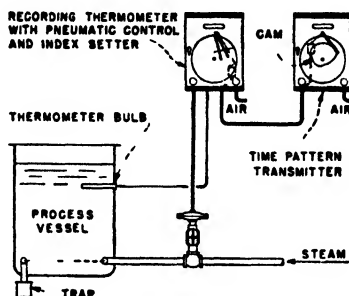 RECORDING THERMOMETER
WITH PNEUMATIC CONTROL
AND INDEX SETTER
CAM
AIR
AIR
THERMOMETER BULB
TIME PATTERN
TRANSMITTER
PROCESS
VESSEL
STEAM
TRAP